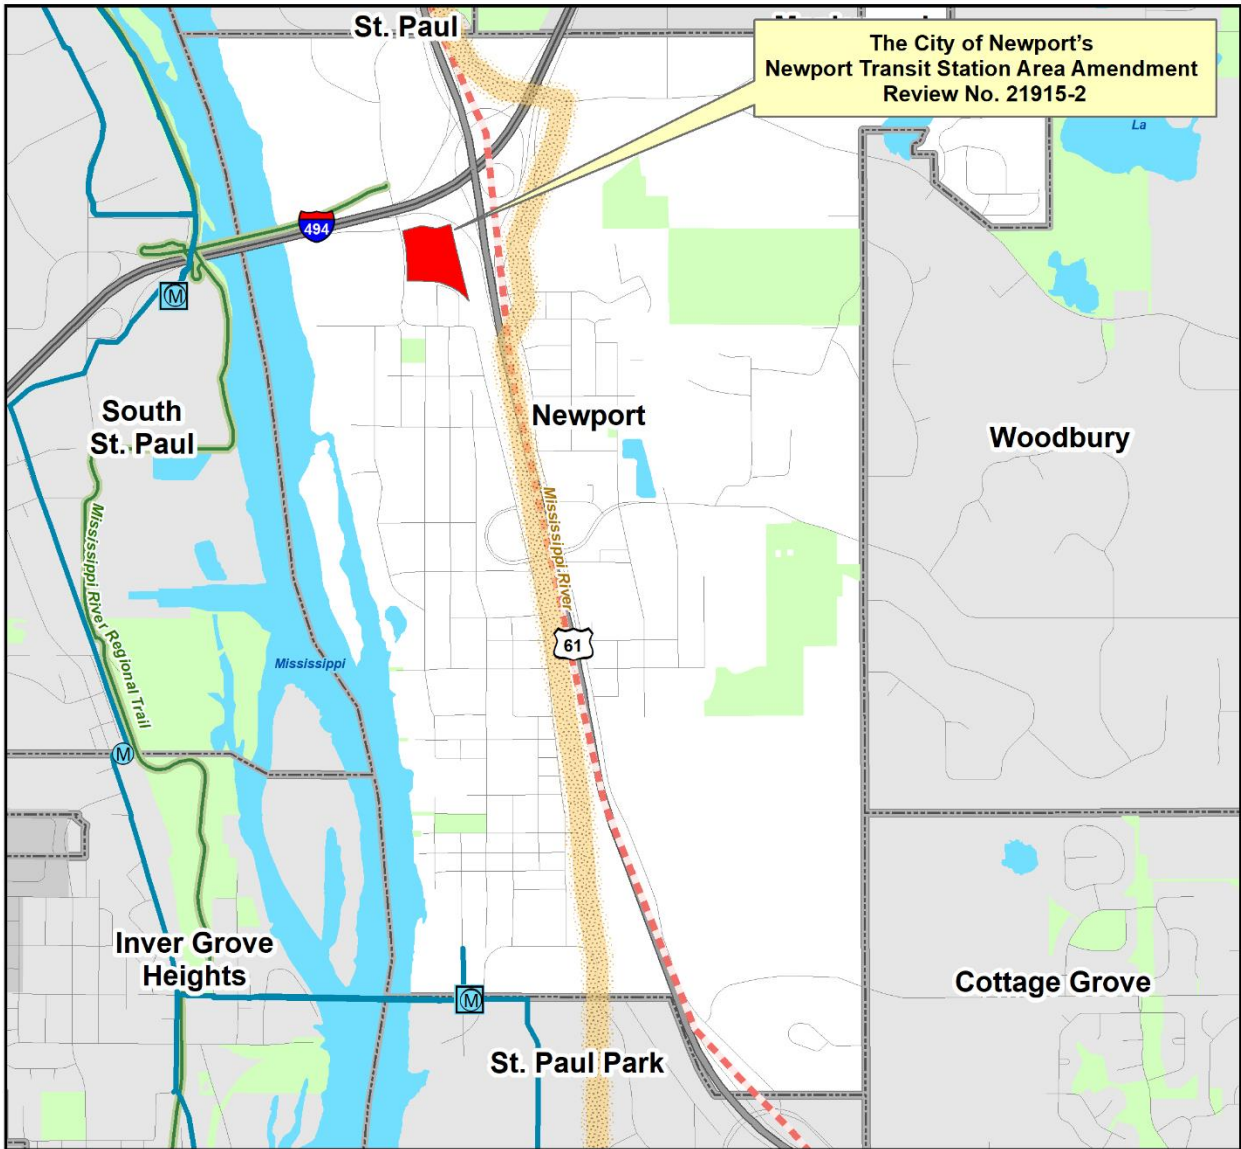 St. Paul
The City of Newport's
Newport Transit Station Area Amendment
Review No. 21915-2
La
494
M
South
St. Paul
Newport
Woodbury
Mississippi River
Mississippi River Regional Trail
61
Mississippi
M
Inver Grove
Heights
Cottage Grove
M
St. Paul Park